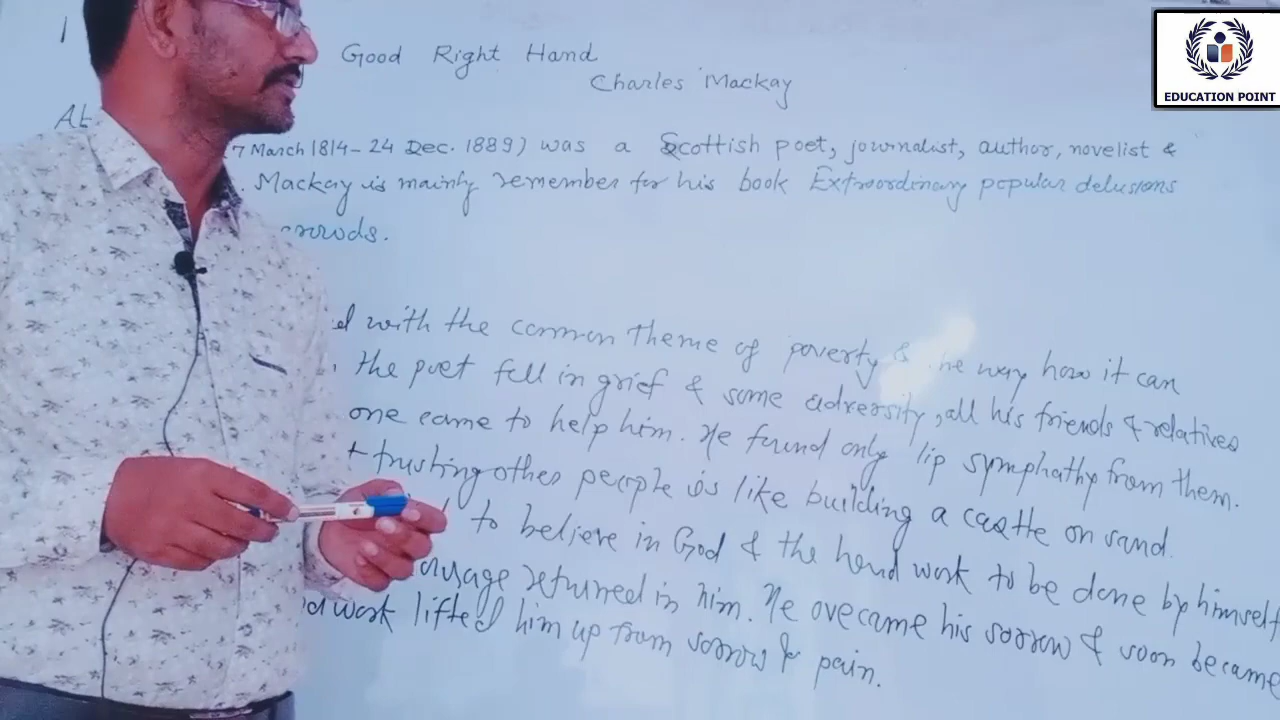 Good Right Hand
Charles Mackay
EDUCATION POINT
At
7 March 1814 - 24 Dec. 1889) was a Scottish poet, journalist, author, novelist &
Mackay is mainly remember for his book Extraordinary popular delusions
crowds.
with the common theme of poverty & the way how it can
the poet fell in grief & some adversity, all his friends & relatives
one came to help him. He found only lip symphathy from them.
trusting other people is like building a castle on sand.
to believe in God & the hand work to be done by himself
returned in him. He ovecame his sorrow & soon became
work lifted him up from sorrow & pain.